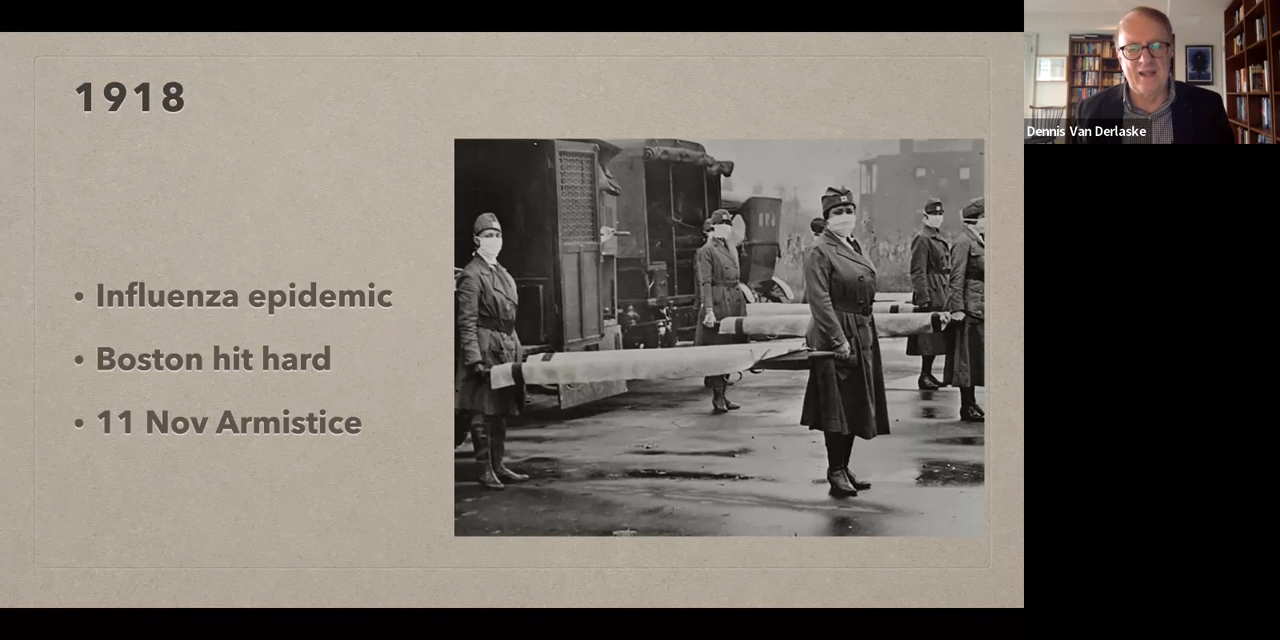 1918
• Influenza epidemic
• Boston hit hard
• 11 Nov Armistice
Dennis Van Derlaske